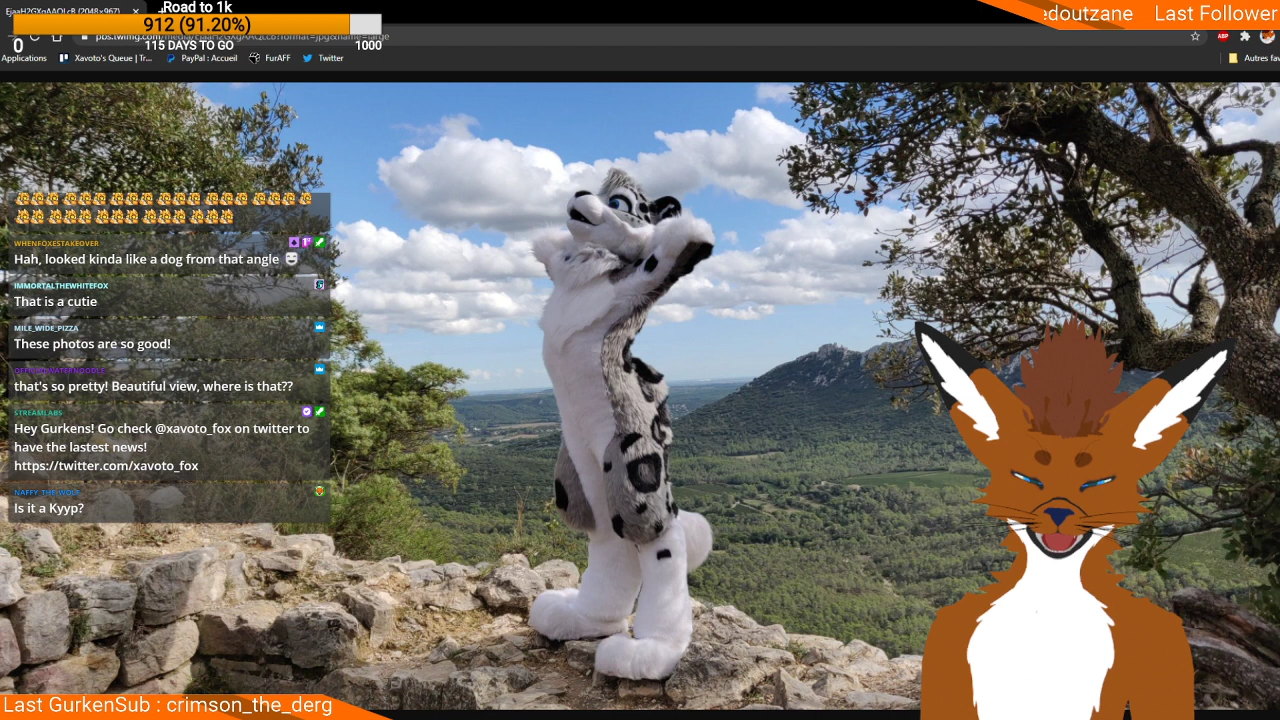 EjaaH2GXgAAOLcB (2048×967)
Road to 1k
912 (91.20%)
0
115 DAYS TO GO
1000
edoutzane Last Follower
ABP
Applications
Xavoto's Queue | Tr...
PayPal : Accueil
FurAFF
Twitter
Autres fav
WHENFOXESTAKEOVER
Hah, looked kinda like a dog from that angle
IMMORTALTHEWHITEFOX
That is a cutie
MILE_WIDE_PIZZA
These photos are so good!
that's so pretty! Beautiful view, where is that??
STREAMLABS
Hey Gurkens! Go check @xavoto_fox on twitter to
have the lastest news!
https://twitter.com/xavoto_fox
NAFFY_THE_WOLF
Is it a Kyyp?
Last GurkenSub : crimson_the_derg